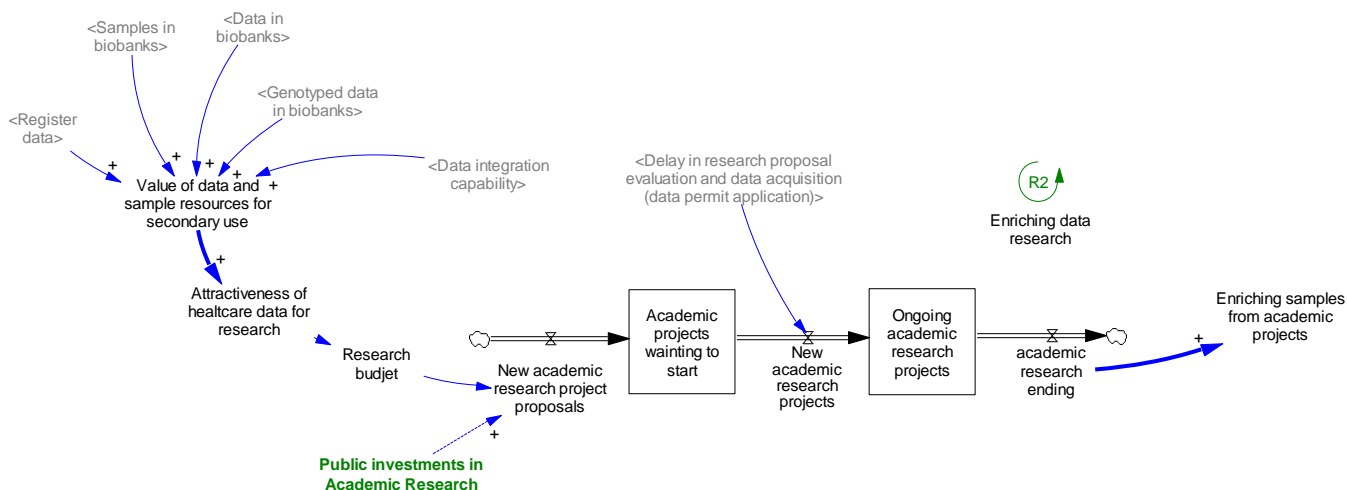 <Samples in
biobanks>
<Data in
biobanks>
<Genotyped data
in biobanks>
<Register
data>
<Data integration
capability>
+
+
+
+
+
Value of data and
sample resources for
secondary use
+
Attractiveness of
healtcare data for
research
Research
budjet
New academic
research project
proposals
+
Public investments in
Academic Research
Academic
projects
wainting to
start
<Delay in research proposal
evaluation and data acquisition
(data permit application)>
New
academic
research
projects
Ongoing
academic
research
projects
R2
Enriching data
research
academic
research
ending
+
Enriching samples
from academic
projects